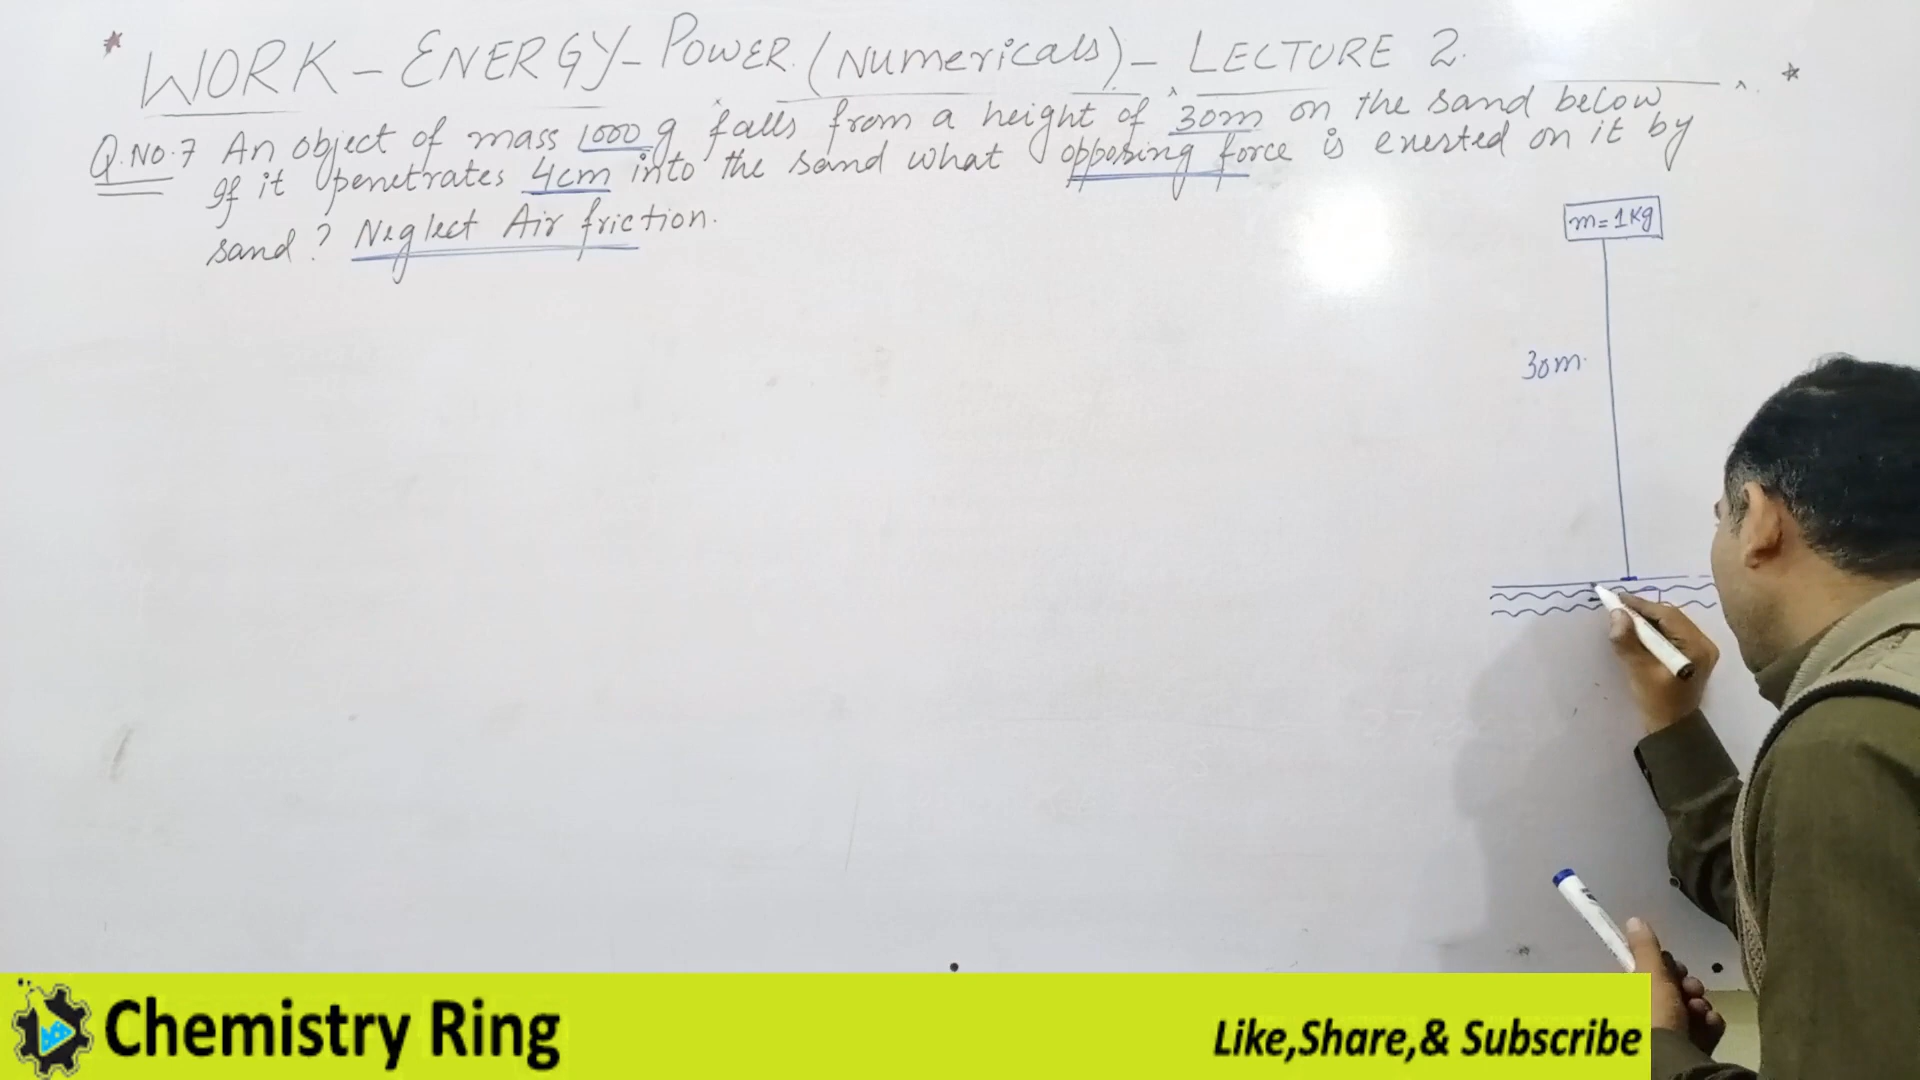 * WORK - ENERGY - POWER. (NUMERICALS) - LECTURE 2. *
Q.NO.7 An object of mass 1000 g falls from a height of 30m on the sand below
If it penetrates 4cm into the sand what opposing force is exerted on it by
sand? Neglect Air friction.
m=1Kg
30m
Chemistry Ring
Like,Share,& Subscribe